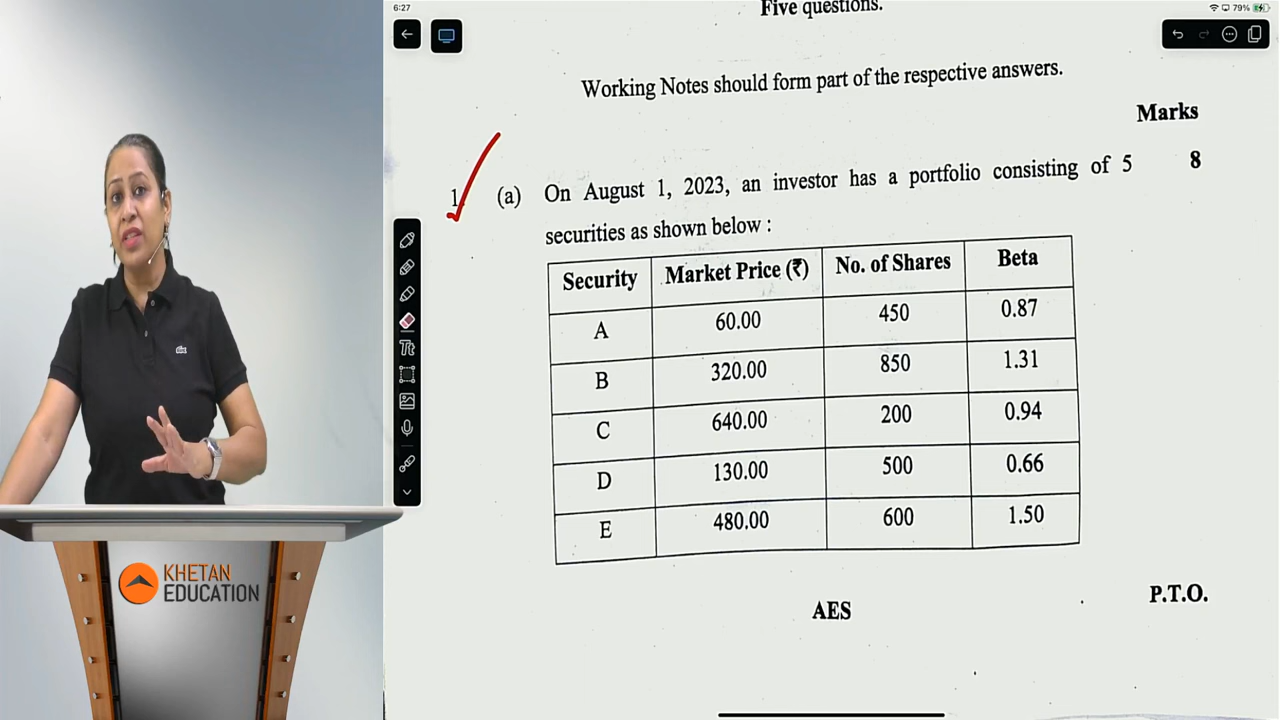 6:27
79%
Five questions.
Working Notes should form part of the respective answers.
Marks
1. (a) On August 1, 2023, an investor has a portfolio consisting of 5 8
securities as shown below :
Security Market Price (₹) No. of Shares Beta
A 60.00 450 0.87
B 320.00 850 1.31
C 640.00 200 0.94
D 130.00 500 0.66
E 480.00 600 1.50
AES
P.T.O.
Tt
KHETAN
EDUCATION